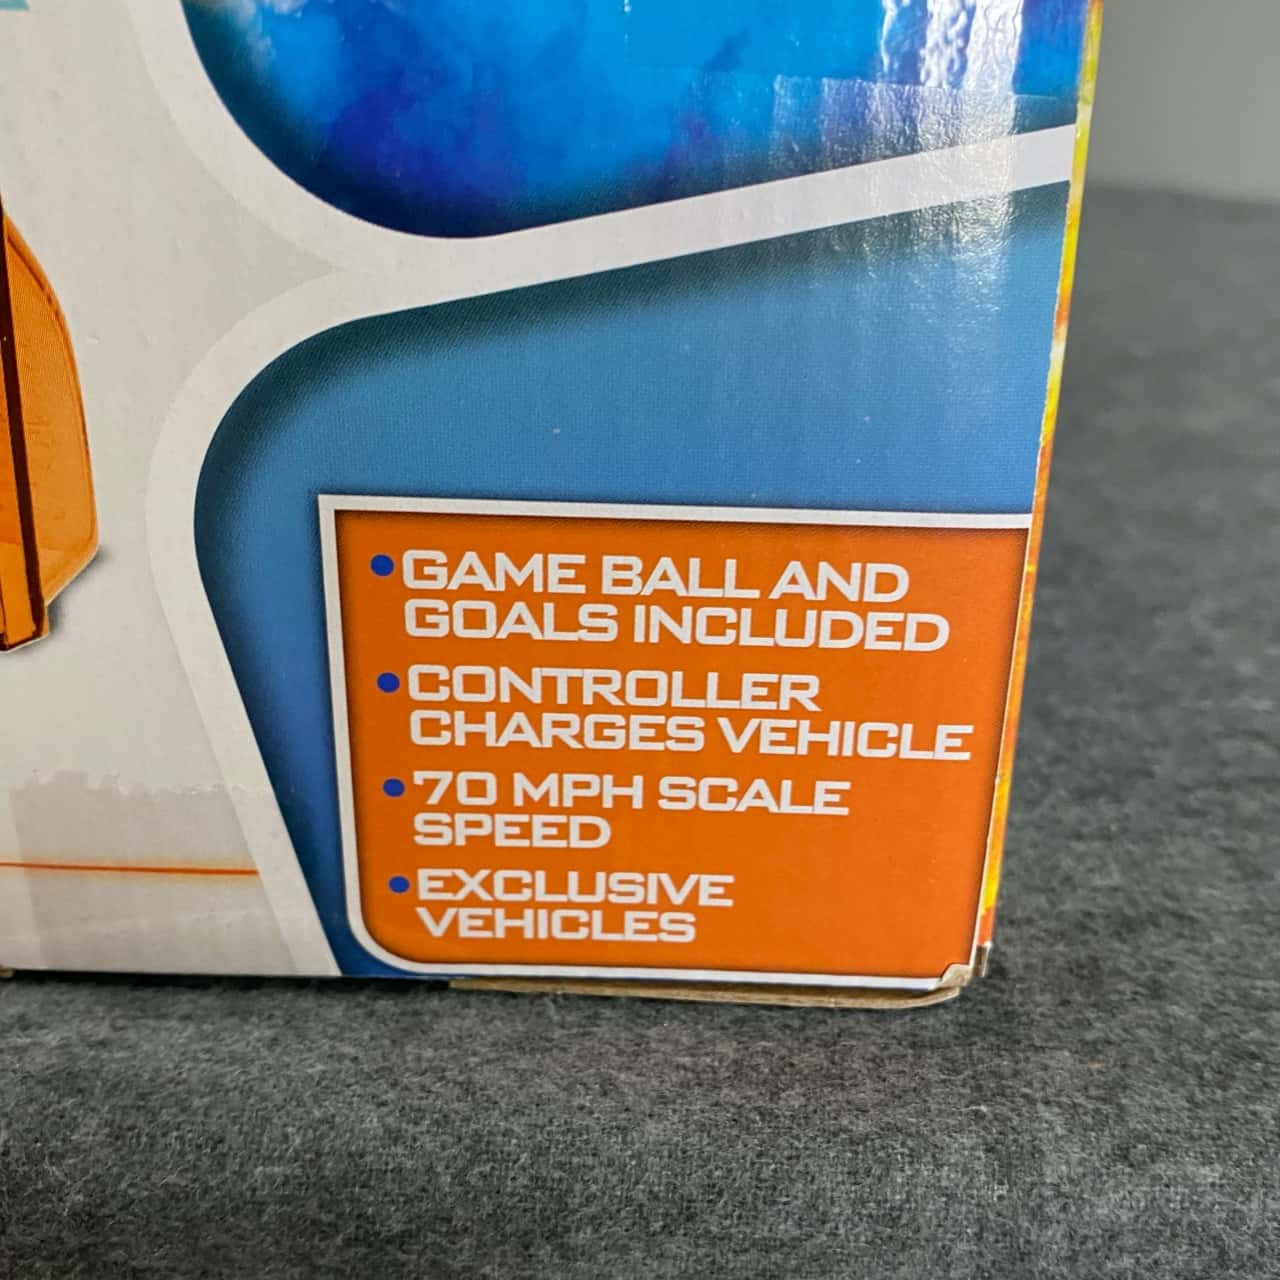 • GAME BALL AND
GOALS INCLUDED
• CONTROLLER
CHARGES VEHICLE
• 70 MPH SCALE
SPEED
• EXCLUSIVE
VEHICLES